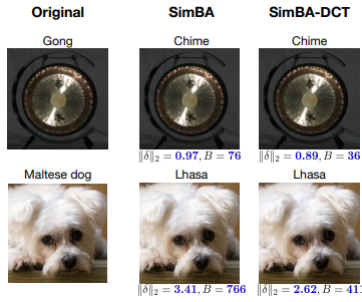 Original SimBA SimBA-DCT
Gong Chime Chime
‖δ‖₂ = 0.97, B = 76 ‖δ‖₂ = 0.89, B = 36
Maltese dog Lhasa Lhasa
‖δ‖₂ = 3.41, B = 766 ‖δ‖₂ = 2.62, B = 411